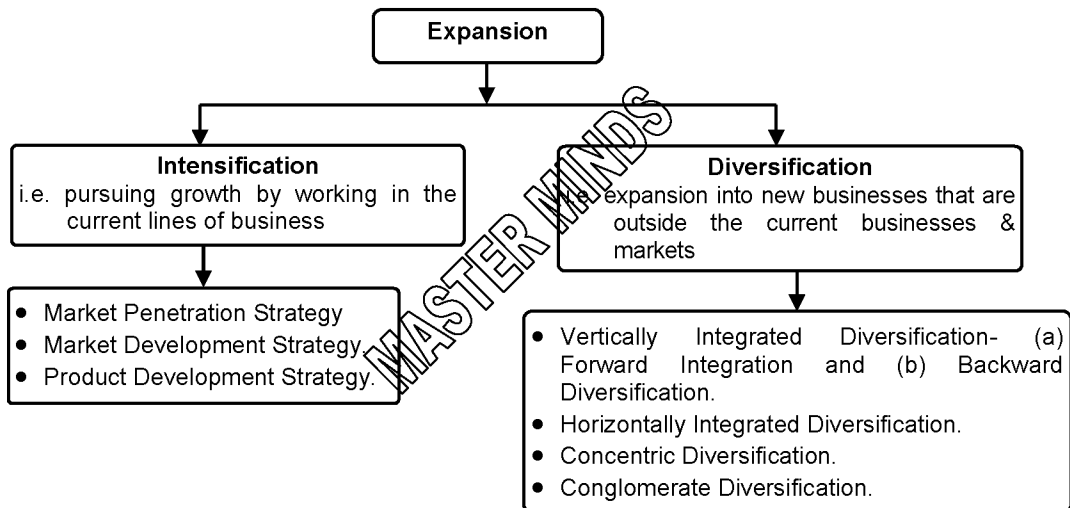 Expansion
Intensification
i.e. pursuing growth by working in the
current lines of business
Diversification
i.e. expansion into new businesses that are
outside the current businesses &
markets
• Market Penetration Strategy
• Market Development Strategy.
• Product Development Strategy.
• Vertically Integrated Diversification- (a)
Forward Integration and (b) Backward
Diversification.
• Horizontally Integrated Diversification.
• Concentric Diversification.
• Conglomerate Diversification.
MASTER MINDS